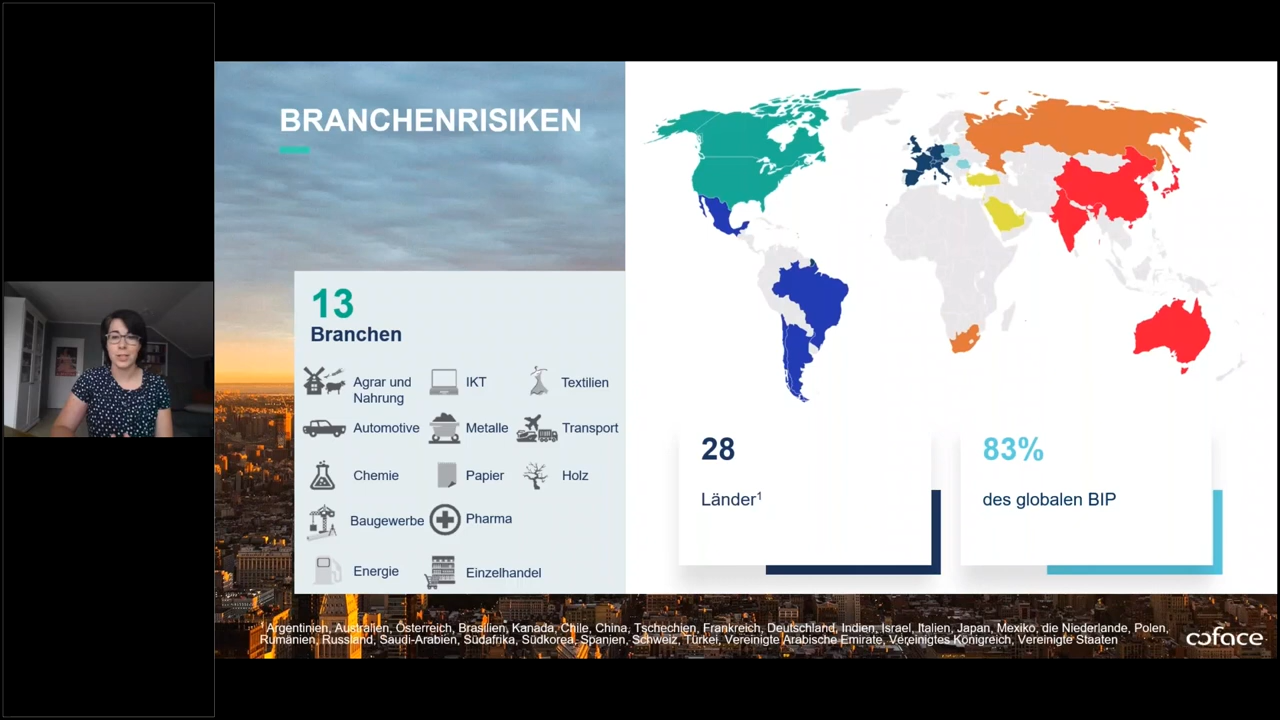 BRANCHENRISIKEN
13
Branchen
Agrar und
Nahrung
IKT
Textilien
Automotive
Metalle
Transport
Chemie
Papier
Holz
Baugewerbe
Pharma
Energie
Einzelhandel
28
Länder¹
83%
des globalen BIP
¹ Argentinien, Australien, Österreich, Brasilien, Kanada, Chile, China, Tschechien, Frankreich, Deutschland, Indien, Israel, Italien, Japan, Mexiko, die Niederlande, Polen,
Rumänien, Russland, Saudi-Arabien, Südafrika, Südkorea, Spanien, Schweiz, Türkei, Vereinigte Arabische Emirate, Vereinigtes Königreich, Vereinigte Staaten
coface